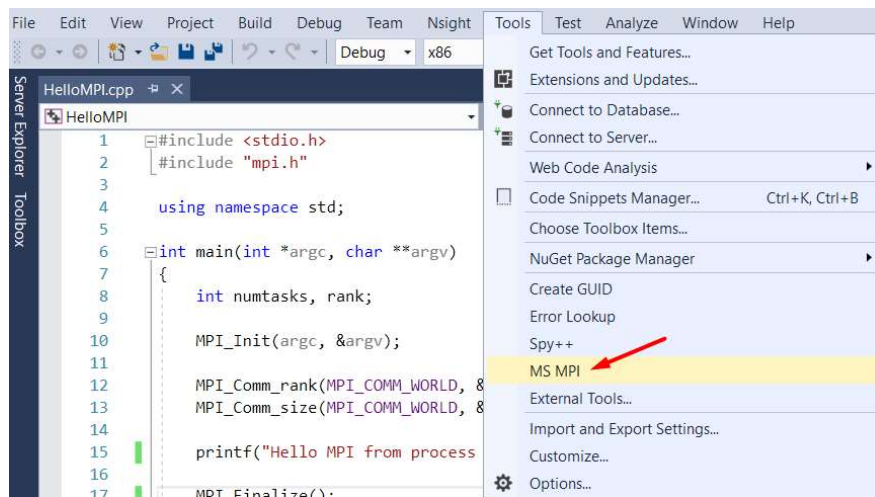 File Edit View Project Build Debug Team Nsight Tools Test Analyze Window Help
Debug x86
Server Explorer
Toolbox
HelloMPI.cpp
HelloMPI
1 #include <stdio.h>
2 #include "mpi.h"
3
4 using namespace std;
5
6 int main(int *argc, char **argv)
7 {
8 int numtasks, rank;
9
10 MPI_Init(argc, &argv);
11
12 MPI_Comm_rank(MPI_COMM_WORLD, &
13 MPI_Comm_size(MPI_COMM_WORLD, &
14
15 printf("Hello MPI from process
16
17 MPI_Finalize();
Get Tools and Features...
Extensions and Updates...
Connect to Database...
Connect to Server...
Web Code Analysis
Code Snippets Manager... Ctrl+K, Ctrl+B
Choose Toolbox Items...
NuGet Package Manager
Create GUID
Error Lookup
Spy++
MS MPI
External Tools...
Import and Export Settings...
Customize...
Options...